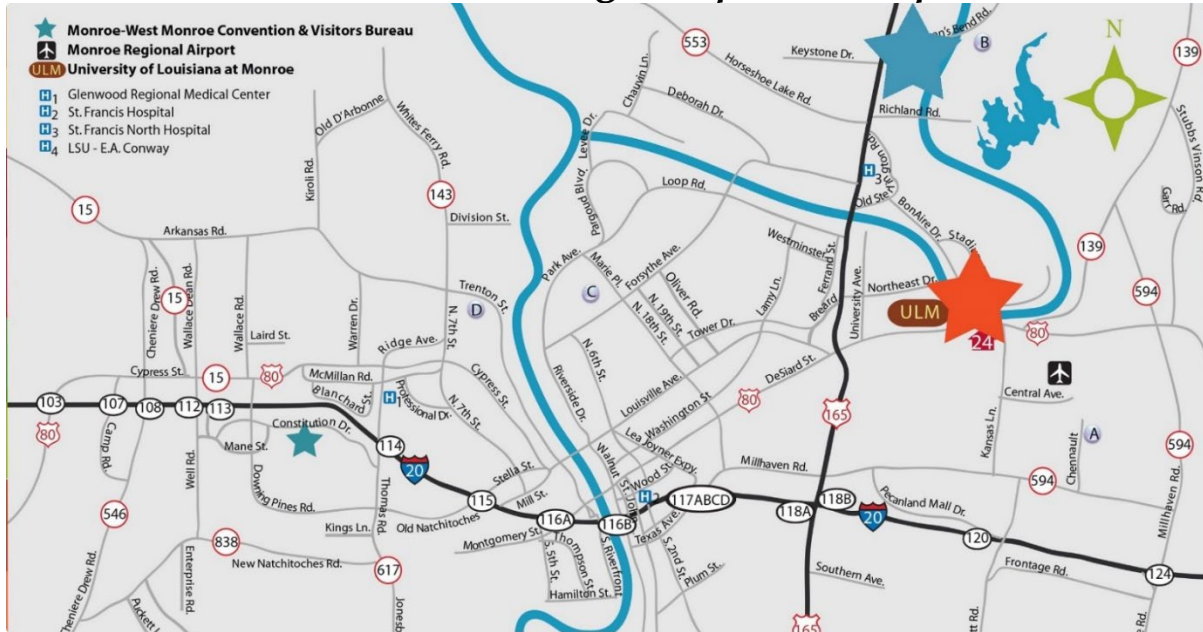 Monroe-West Monroe Convention & Visitors Bureau
Monroe Regional Airport
ULM University of Louisiana at Monroe
H1 Glenwood Regional Medical Center
H2 St. Francis Hospital
H3 St. Francis North Hospital
H4 LSU - E.A. Conway
N
553
Keystone Dr.
B
139
Horseshoe Lake Rd.
Chauvin Ln.
Deborah Dr.
Richland Rd.
Stubbs Vinson Rd.
Old D'Arbonne
Whites Ferry Rd.
Kiroli Rd.
Levee Dr.
Pargoud Blvd.
Loop Rd.
H3
BonAire Dr.
Garr Rd.
143
15
Division St.
Arkansas Rd.
Park Ave.
Marie Pl.
Forsythe Ave.
Westminster
Ferrand St.
139
594
Cheniere Drew Rd.
15
Wallace Dean Rd.
Wallace Rd.
Warren Dr.
N. 7th St.
Trenton St.
D
C
Oliver Rd.
N. 19th St.
N. 18th St.
Lamy Ln.
Breard
University Ave.
Northeast Dr.
ULM
24
80
Laird St.
Ridge Ave.
Tower Dr.
Cypress St.
15
80
McMillan Rd.
Blanchard St.
H1
Professional Dr.
N. 7th St.
Cypress St.
Riverside Dr.
N. 6th St.
Louisville Ave.
DeSiard St.
80
Washington St.
Central Ave.
Kansas Ln.
103
107
108
112
113
80
Camp Rd.
Constitution Dr.
Mane St.
114
20
165
Lea Joyner Expy.
A
Chennault
594
Well Rd.
Downing Pines Rd.
Thomas Rd.
Stella St.
Walnut St.
St. John
Wood St.
Millhaven Rd.
594
Millhaven Rd.
115
Mill St.
117ABCD
118A
118B
Pecanland Mall Dr.
20
546
Kings Ln.
Old Natchitoches
116A
116B
Texas Ave.
120
838
New Natchitoches Rd.
Montgomery St.
S. 5th St.
Thompson St.
Hamilton St.
S. Riverfront
S. 2nd St.
Plum St.
Southern Ave.
Frontage Rd.
124
Cheniere Drew Rd.
Enterprise Rd.
617
165